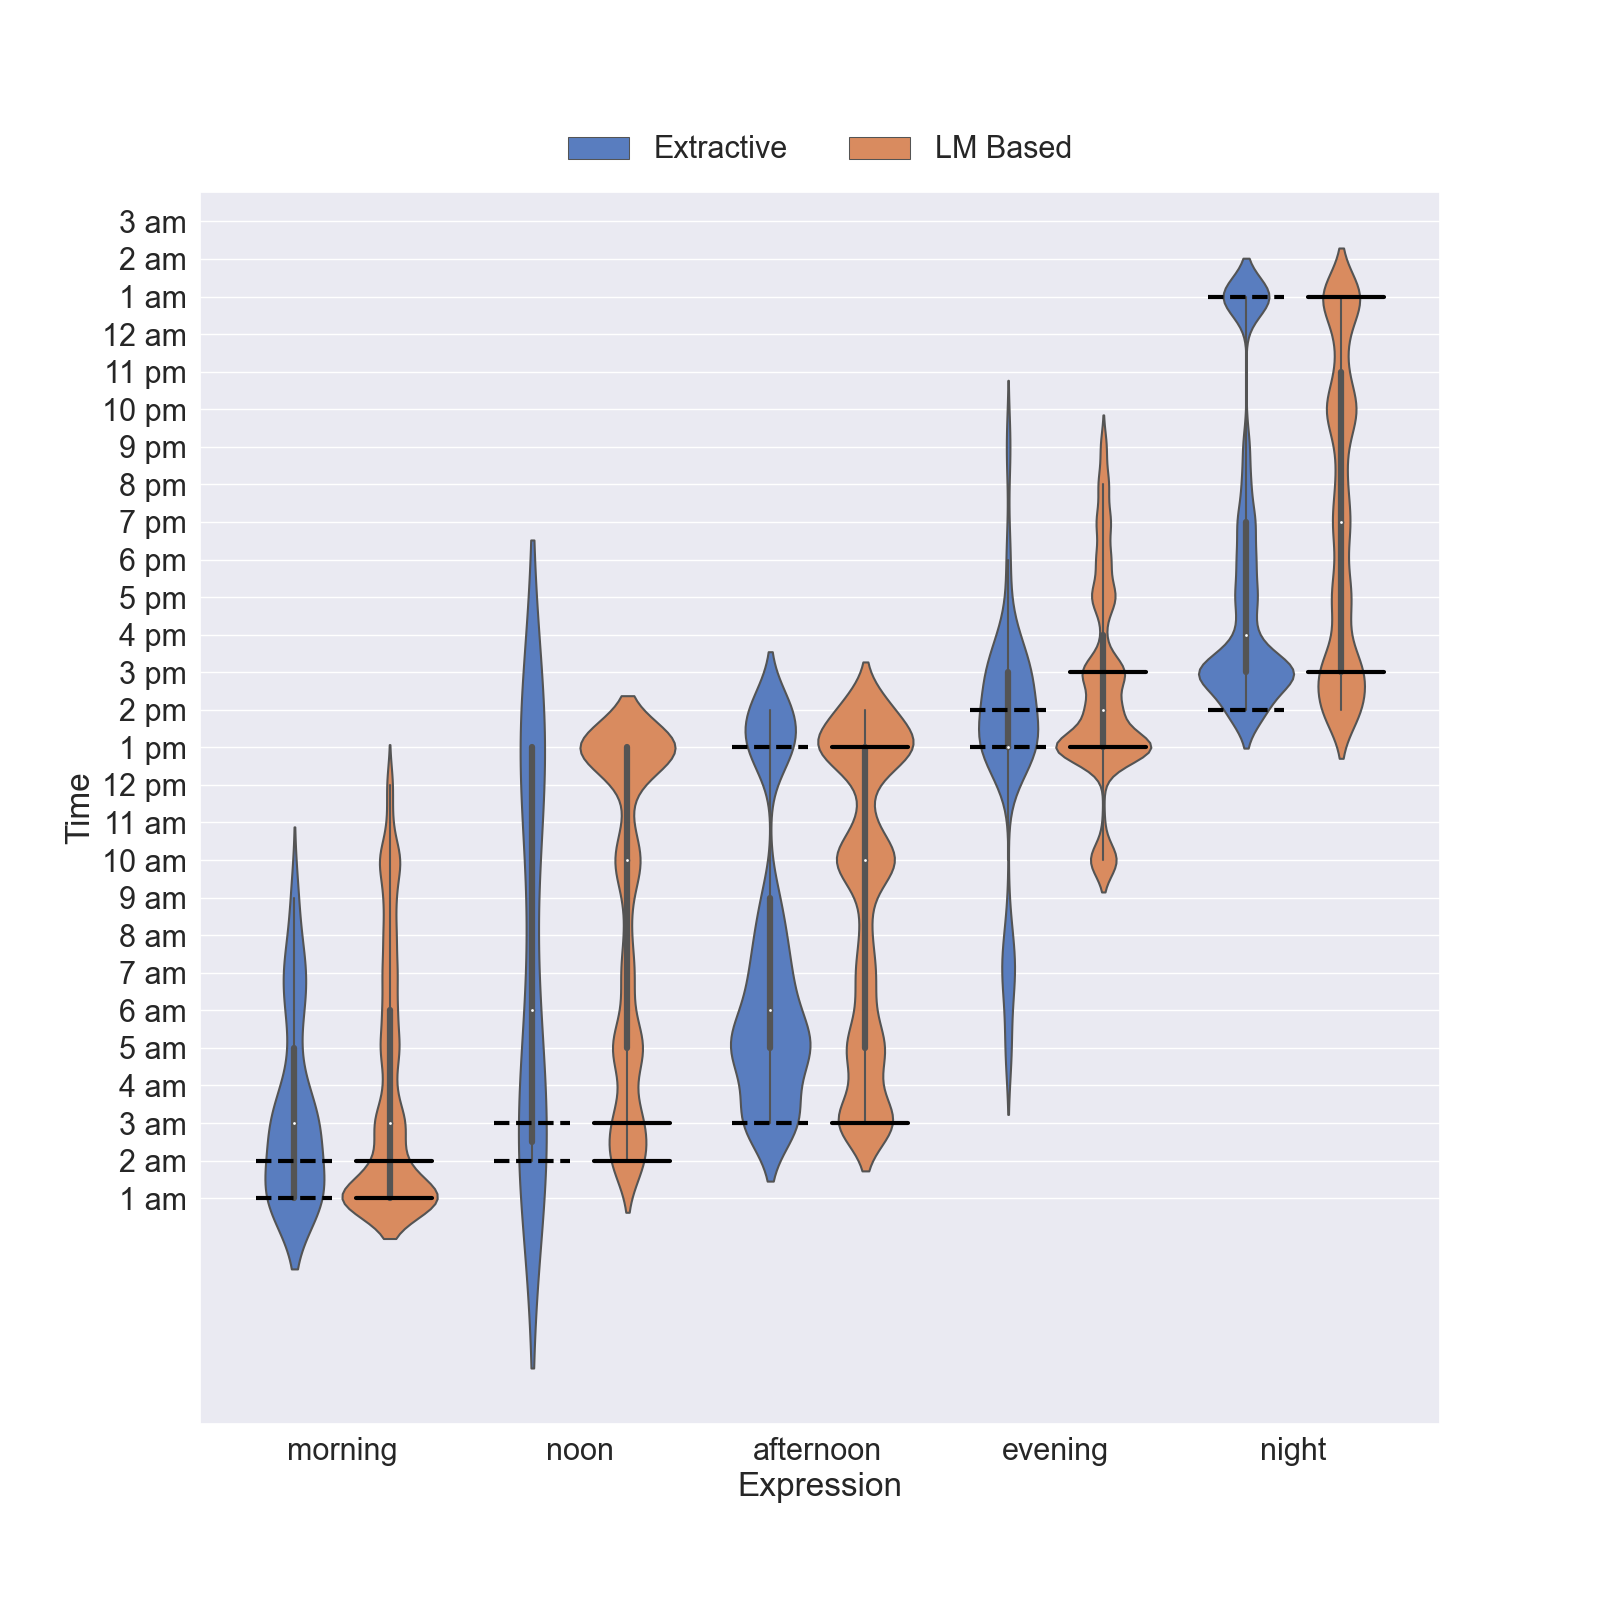 Extractive
LM Based
3 am
2 am
1 am
12 am
11 pm
10 pm
9 pm
8 pm
7 pm
6 pm
5 pm
4 pm
3 pm
2 pm
1 pm
12 pm
11 am
10 am
9 am
8 am
7 am
6 am
5 am
4 am
3 am
2 am
1 am
Time
morning
noon
afternoon
evening
night
Expression